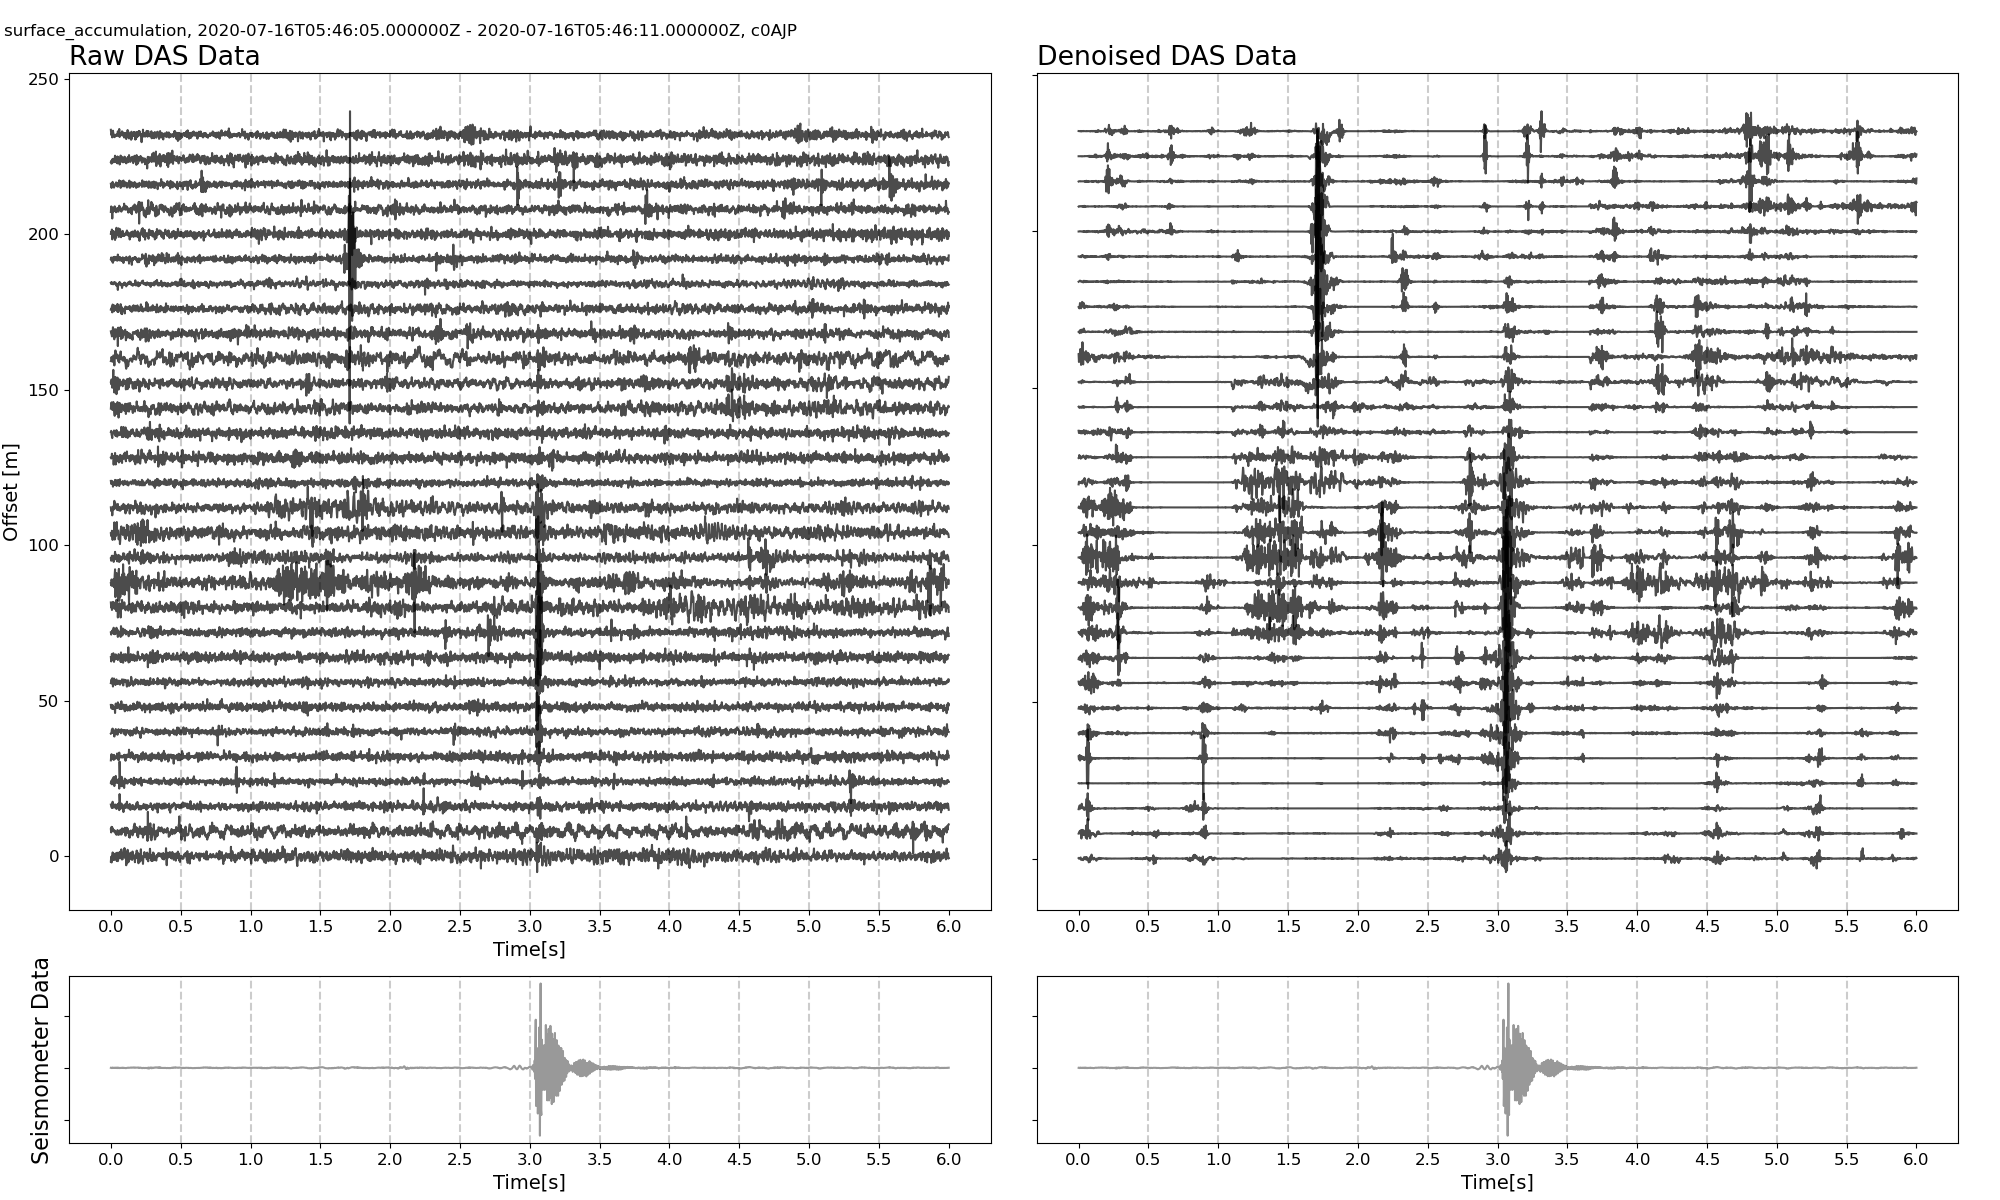 surface_accumulation, 2020-07-16T05:46:05.000000Z - 2020-07-16T05:46:11.000000Z, c0AJP
Raw DAS Data
Denoised DAS Data
250
200
150
100
50
0
Offset [m]
0.0 0.5 1.0 1.5 2.0 2.5 3.0 3.5 4.0 4.5 5.0 5.5 6.0
Time[s]
0.0 0.5 1.0 1.5 2.0 2.5 3.0 3.5 4.0 4.5 5.0 5.5 6.0
Seismometer Data
0.0 0.5 1.0 1.5 2.0 2.5 3.0 3.5 4.0 4.5 5.0 5.5 6.0
Time[s]
0.0 0.5 1.0 1.5 2.0 2.5 3.0 3.5 4.0 4.5 5.0 5.5 6.0
Time[s]